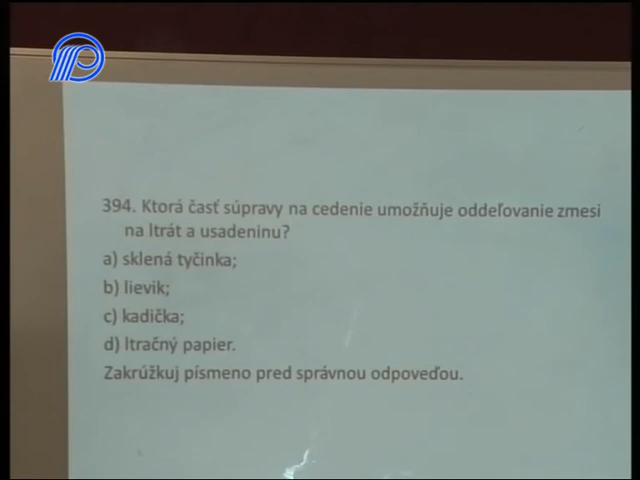 394. Ktorá časť súpravy na cedenie umožňuje oddeľovanie zmesi
na ltrát a usadeninu?
a) sklená tyčinka;
b) lievik;
c) kadička;
d) ltračný papier.
Zakrúžkuj písmeno pred správnou odpoveďou.